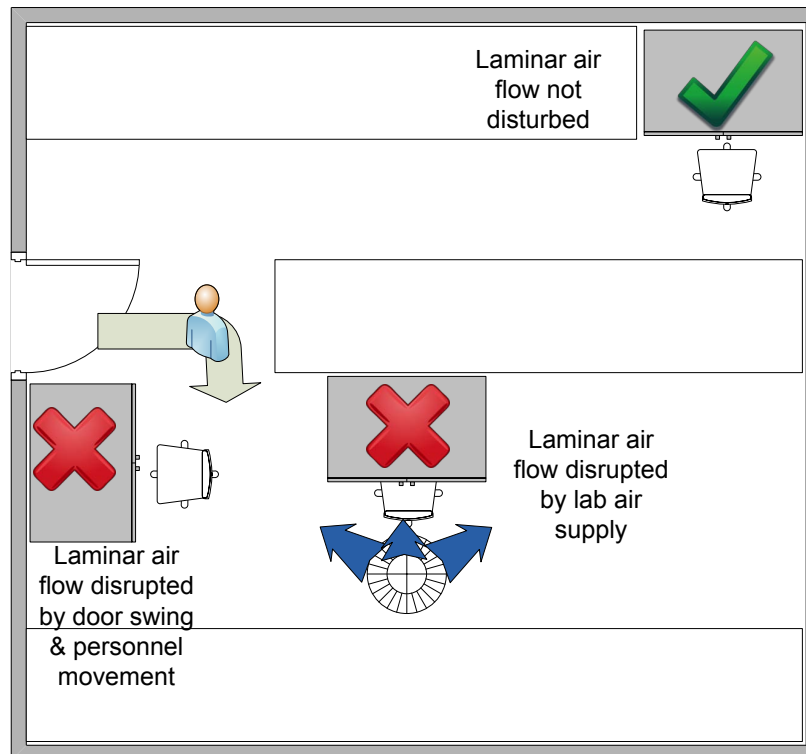 Laminar air
flow not
disturbed
Laminar air
flow disrupted
by lab air
supply
Laminar air
flow disrupted
by door swing
& personnel
movement